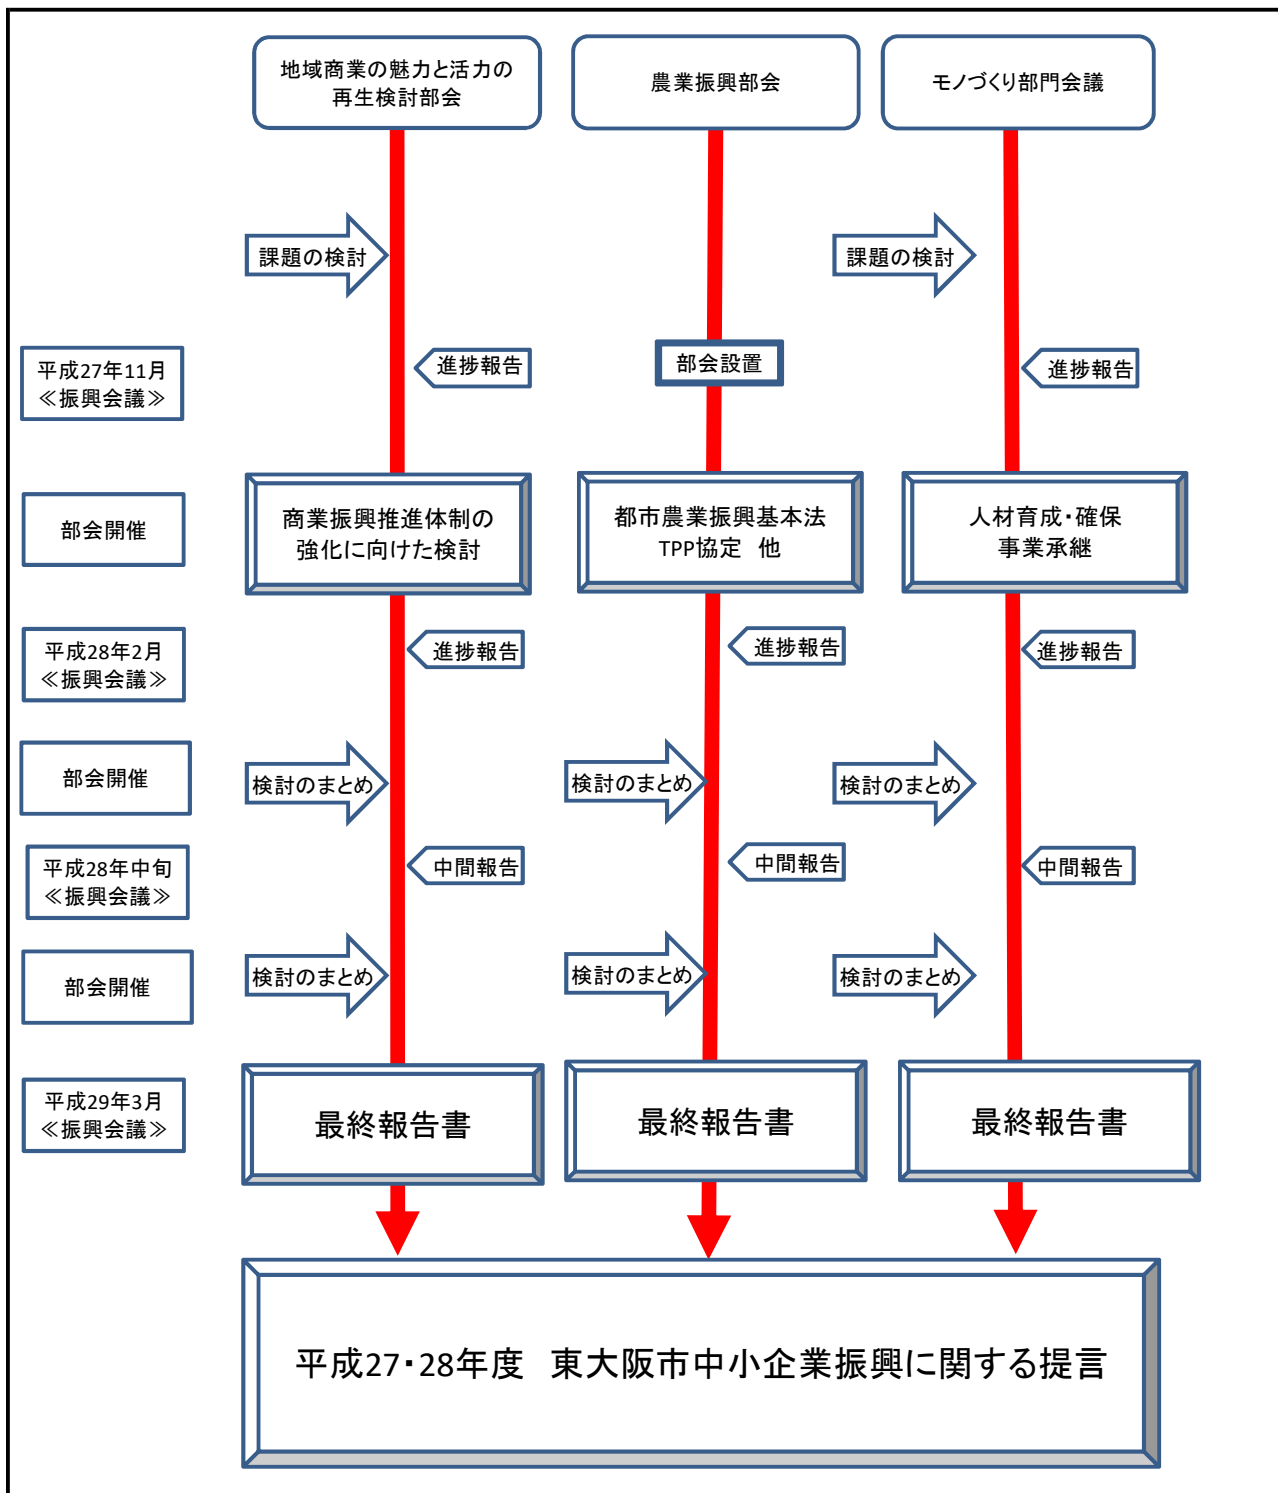 地域商業の魅力と活力の
再生検討部会
農業振興部会
モノづくり部門会議
課題の検討
課題の検討
平成27年11月
≪振興会議≫
進捗報告
部会設置
進捗報告
部会開催
商業振興推進体制の
強化に向けた検討
都市農業振興基本法
TPP協定　他
人材育成・確保
事業承継
平成28年2月
≪振興会議≫
進捗報告
進捗報告
進捗報告
部会開催
検討のまとめ
検討のまとめ
検討のまとめ
平成28年中旬
≪振興会議≫
中間報告
中間報告
中間報告
部会開催
検討のまとめ
検討のまとめ
検討のまとめ
平成29年3月
≪振興会議≫
最終報告書
最終報告書
最終報告書
平成27・28年度　東大阪市中小企業振興に関する提言